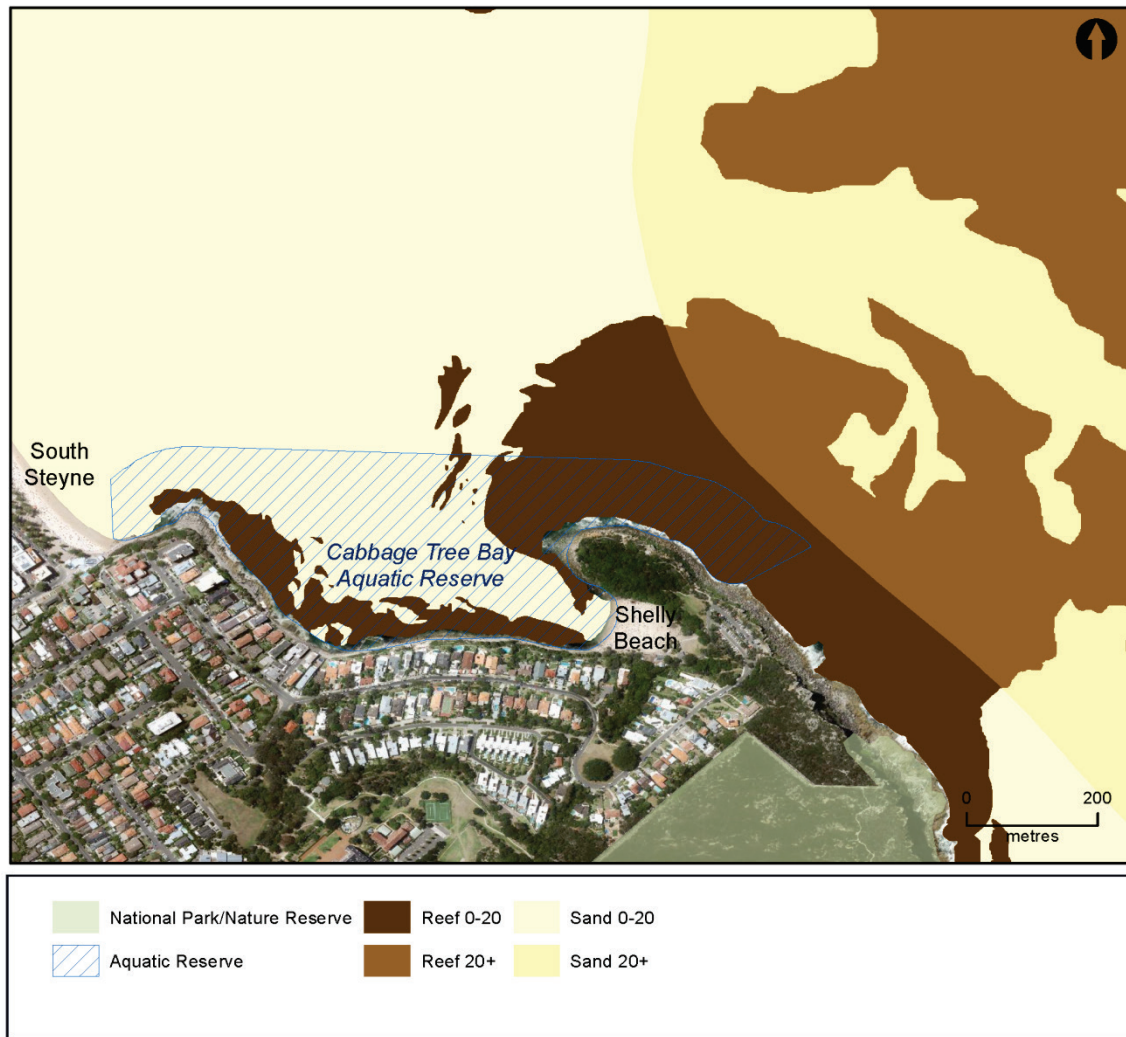 South
Steyne
Cabbage Tree Bay
Aquatic Reserve
Shelly
Beach
0 200
metres
National Park/Nature Reserve
Aquatic Reserve
Reef 0-20
Reef 20+
Sand 0-20
Sand 20+